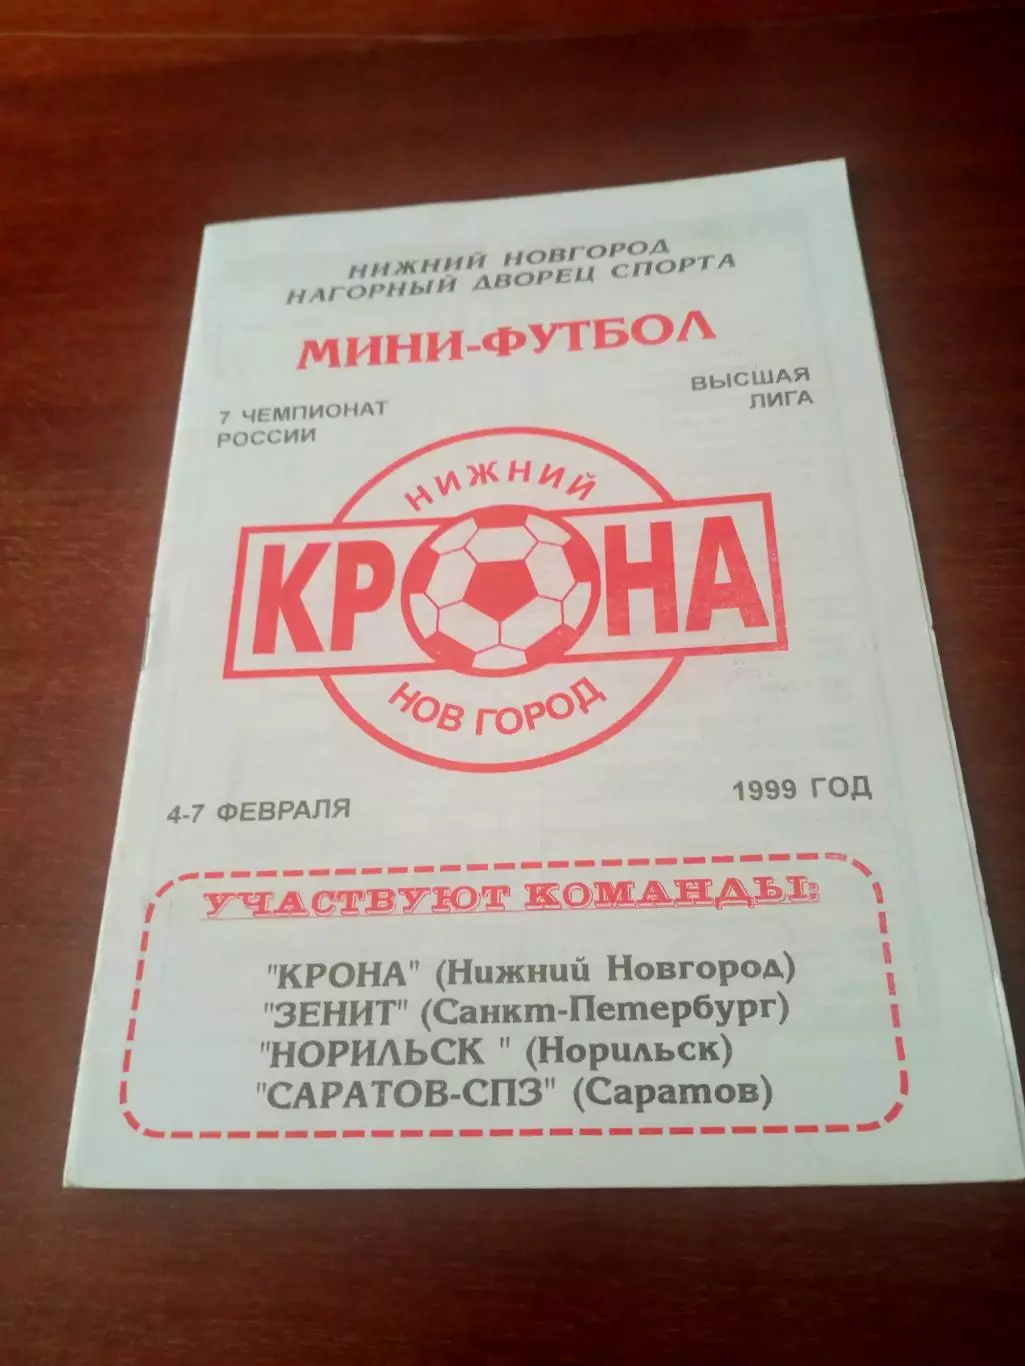 НИЖНИЙ НОВГОРОД
НАГОРНЫЙ ДВОРЕЦ СПОРТА
МИНИ-ФУТБОЛ
7 ЧЕМПИОНАТ
РОССИИ
ВЫСШАЯ
ЛИГА
НИЖНИЙ
КРОНА
НОВ ГОРОД
4-7 ФЕВРАЛЯ
1999 ГОД
УЧАСТВУЮТ КОМАНДЫ:
"КРОНА" (Нижний Новгород)
"ЗЕНИТ" (Санкт-Петербург)
"НОРИЛЬСК " (Норильск)
"САРАТОВ-СПЗ" (Саратов)